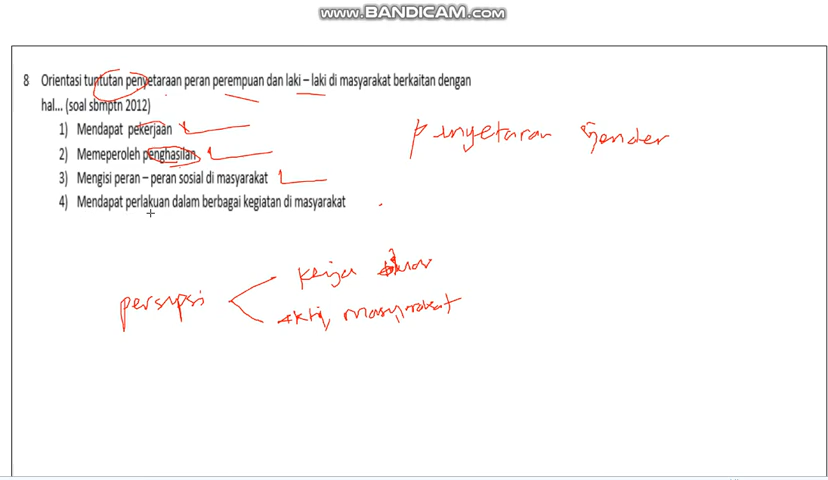 www.BANDICAM.com
8 Orientasi tuntutan penyetaraan peran perempuan dan laki – laki di masyarakat berkaitan dengan
hal... (soal sbmptn 2012)
1) Mendapat pekerjaan
2) Memeperoleh penghasilan
3) Mengisi peran – peran sosial di masyarakat
4) Mendapat perlakuan dalam berbagai kegiatan di masyarakat
penyetaran Gender
kerja
persepsi
aktif masyarakat